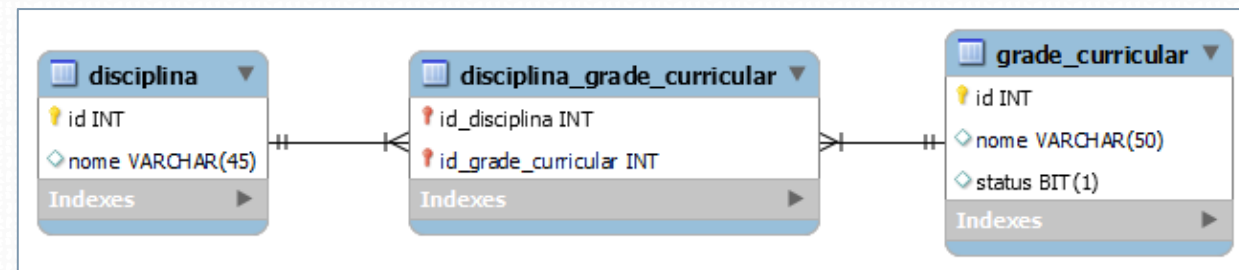 disciplina
id INT
nome VARCHAR(45)
Indexes
disciplina_grade_curricular
id_disciplina INT
id_grade_curricular INT
Indexes
grade_curricular
id INT
nome VARCHAR(50)
status BIT(1)
Indexes